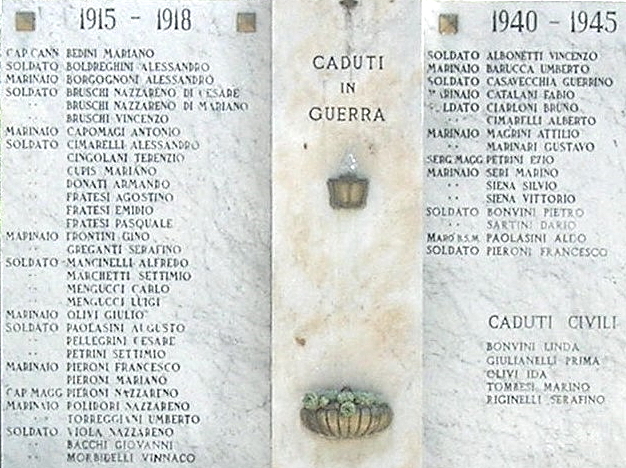 1915 - 1918
CAP.CANN BEDINI MARIANO
SOLDATO BOLDREGHINI ALESSANDRO
MARINAIO BORGOGNONI ALESSANDRO
SOLDATO BRUSCHI NAZZARENO DI CESARE
" BRUSCHI NAZZARENO DI MARIANO
" BRUSCHI VINCENZO
MARINAIO CAPOMAGI ANTONIO
SOLDATO CIMARELLI ALESSANDRO
" CINGOLANI TERENZIO
" CUPIS MARIANO
" DONATI ARMANDO
" FRATESI AGOSTINO
" FRATESI EMIDIO
" FRATESI PASQUALE
MARINAIO FRONTINI GINO
" GREGANTI SERAFINO
SOLDATO MANCINELLI ALFREDO
" MARCHETTI SETTIMIO
" MENGUCCI CARLO
" MENGUCCI LUIGI
MARINAIO OLIVI GIULIO
SOLDATO PAOLASINI AUGUSTO
" PELLEGRINI CESARE
" PETRINI SETTIMIO
MARINAIO PIERONI FRANCESCO
" PIERONI MARIANO
CAP.MAGG PIERONI NAZZARENO
MARINAIO POLIDORI NAZZARENO
" TORREGGIANI UMBERTO
SOLDATO VIOLA NAZZARENO
" BACCHI GIOVANNI
" MORBIDELLI VINNACO
CADUTI
IN
GUERRA
1940 - 1945
SOLDATO ALBONETTI VINCENZO
MARINAIO BARUCCA UMBERTO
SOLDATO CASAVECCHIA GUERRINO
MARINAIO CATALANI FABIO
SOLDATO CIARLONI BRUNO
" CIMARELLI ALBERTO
MARINAIO MAGRINI ATTILIO
" MARINARI GUSTAVO
SERG.MAGG PETRINI EZIO
MARINAIO SERI MARINO
" SIENA SILVIO
" SIENA VITTORIO
SOLDATO BONVINI PIETRO
" SARTINI DARIO
MARO B.S.M. PAOLASINI ALDO
SOLDATO PIERONI FRANCESCO
CADUTI CIVILI
BONVINI LINDA
GIULIANELLI PRIMA
OLIVI IDA
TOMBESI MARINO
RIGINELLI SERAFINO